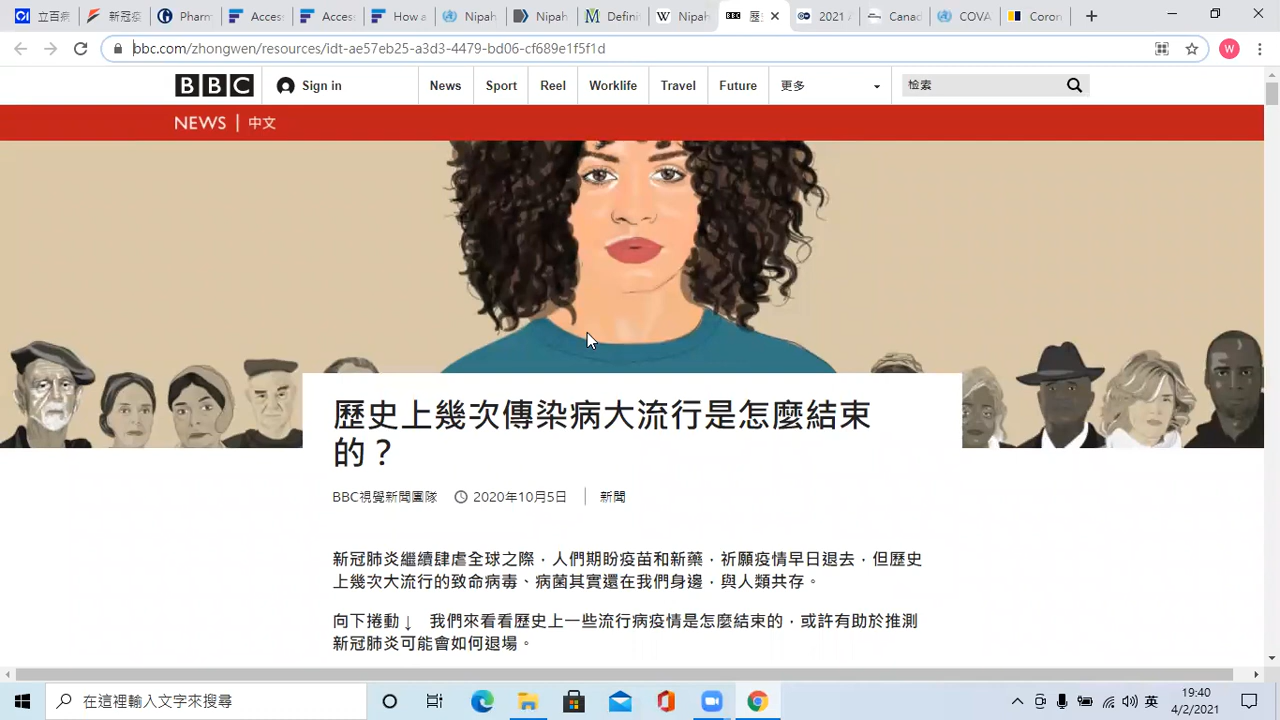 立百
新冠
Pharm
Access
Access
How a
Nipah
Nipah
Defini
Nipah
BBC
歷
2021
Canac
COVA
Coron
bbc.com/zhongwen/resources/idt-ae57eb25-a3d3-4479-bd06-cf689e1f5f1d
W
BBC
Sign in
News
Sport
Reel
Worklife
Travel
Future
更多
检索
NEWS | 中文
歷史上幾次傳染病大流行是怎麼結束
的？
BBC視覺新聞團隊
2020年10月5日
新聞
新冠肺炎繼續肆虐全球之際，人們期盼疫苗和新藥，祈願疫情早日退去，但歷史
上幾次大流行的致命病毒、病菌其實還在我們身邊，與人類共存。
向下捲動↓ 我們來看看歷史上一些流行病疫情是怎麼結束的，或許有助於推測
新冠肺炎可能會如何退場。
在這裡輸入文字來搜尋
英
19:40
4/2/2021